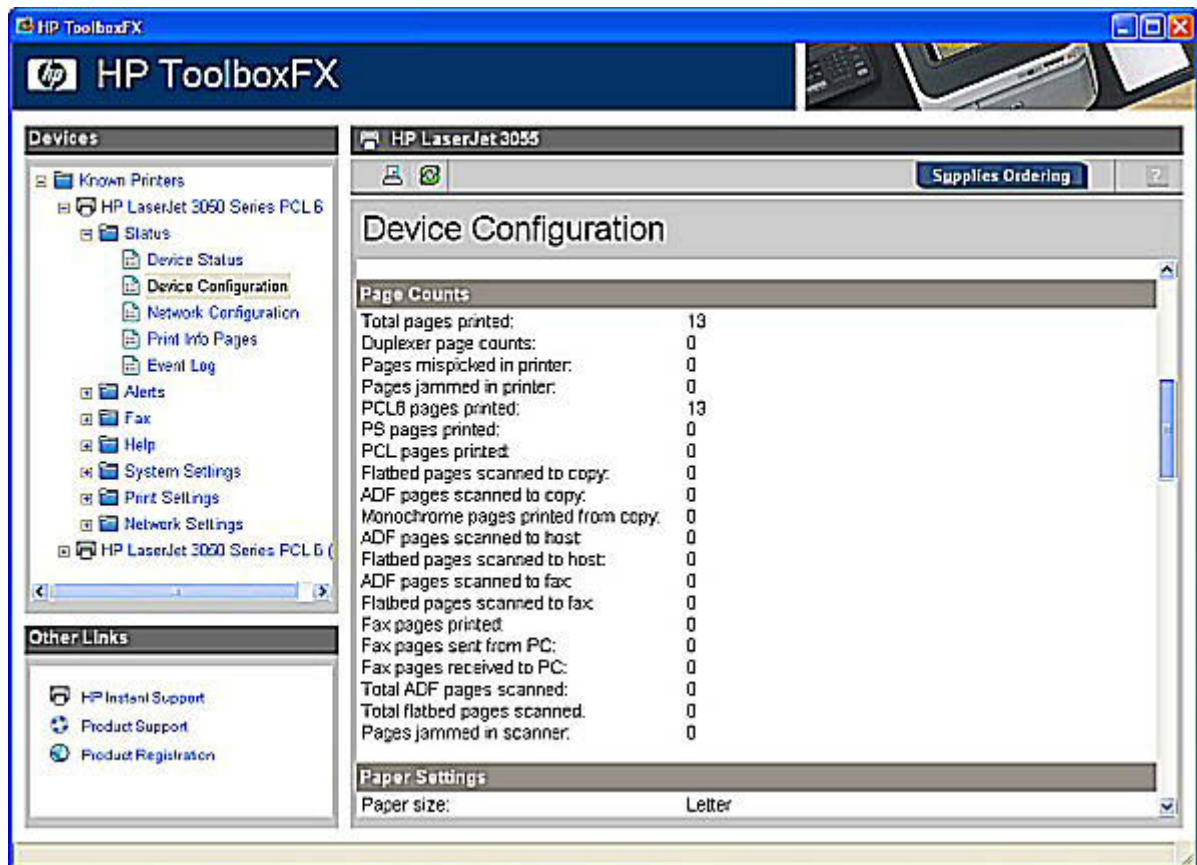 HP ToolboxFX
hp HP ToolboxFX
Devices
Known Printers
HP LaserJet 3050 Series PCL 6
Status
Device Status
Device Configuration
Network Configuration
Print Info Pages
Event Log
Alerts
Fax
Help
System Settings
Print Settings
Network Settings
HP LaserJet 3050 Series PCL 6 (
Other Links
HP Instant Support
Product Support
Product Registration
HP LaserJet 3055
Supplies Ordering
?
Device Configuration
Page Counts
Total pages printed: 13
Duplexer page counts: 0
Pages mispicked in printer: 0
Pages jammed in printer: 0
PCL6 pages printed: 13
PS pages printed: 0
PCL pages printed: 0
Flatbed pages scanned to copy: 0
ADF pages scanned to copy: 0
Monochrome pages printed from copy: 0
ADF pages scanned to host: 0
Flatbed pages scanned to host: 0
ADF pages scanned to fax: 0
Flatbed pages scanned to fax: 0
Fax pages printed: 0
Fax pages sent from PC: 0
Fax pages received to PC: 0
Total ADF pages scanned: 0
Total flatbed pages scanned: 0
Pages jammed in scanner: 0
Paper Settings
Paper size: Letter